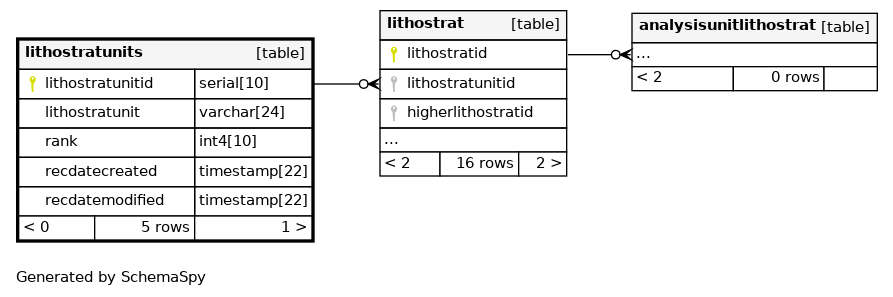 lithostratunits [table]
lithostratunitid serial[10]
lithostratunit varchar[24]
rank int4[10]
recdatecreated timestamp[22]
recdatemodified timestamp[22]
< 0 5 rows 1 >
lithostrat [table]
lithostratid
lithostratunitid
higherlithostratid
...
< 2 16 rows 2 >
analysisunitlithostrat [table]
...
< 2 0 rows
Generated by SchemaSpy